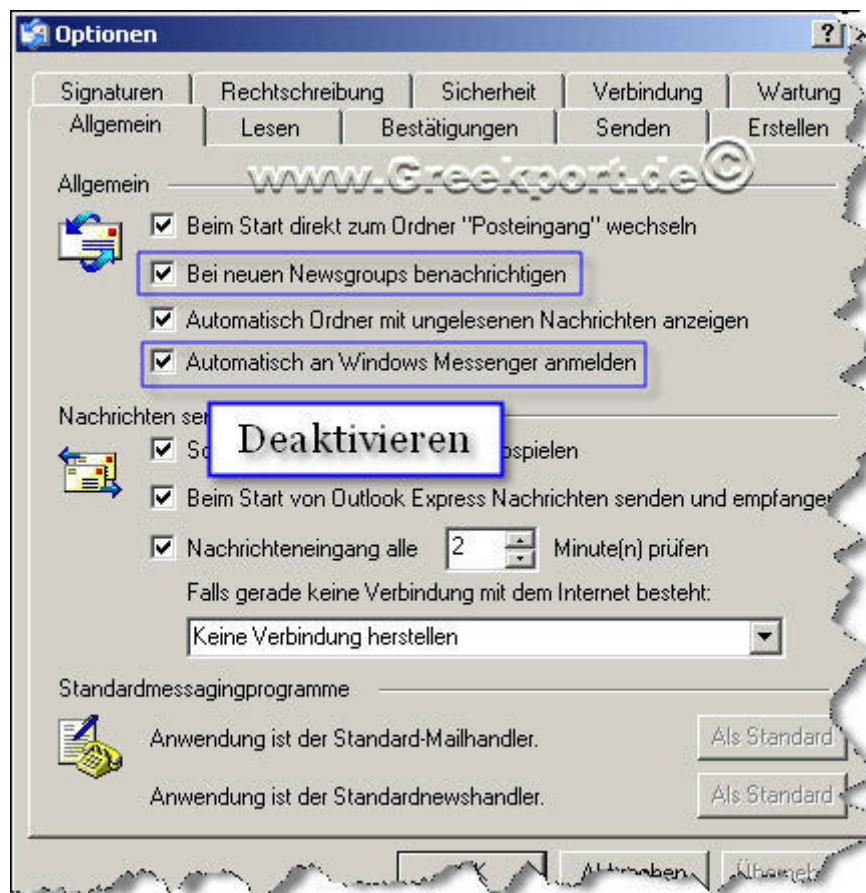 Optionen
Signaturen Rechtschreibung Sicherheit Verbindung Wartung
Allgemein Lesen Bestätigungen Senden Erstellen
www.Greekport.de©
Allgemein
Beim Start direkt zum Ordner "Posteingang" wechseln
Bei neuen Newsgroups benachrichtigen
Automatisch Ordner mit ungelesenen Nachrichten anzeigen
Automatisch an Windows Messenger anmelden
Nachrichten
Deaktivieren
Beim Start von Outlook Express Nachrichten senden und
Nachrichteneingang alle 2 Minute(n) prüfen
Falls gerade keine Verbindung mit dem Internet besteht:
Keine Verbindung herstellen
Standardmessagingprogramme
Anwendung ist der Standard-Mailhandler. Als Standard
Anwendung ist der Standardnewshandler. Als Standard